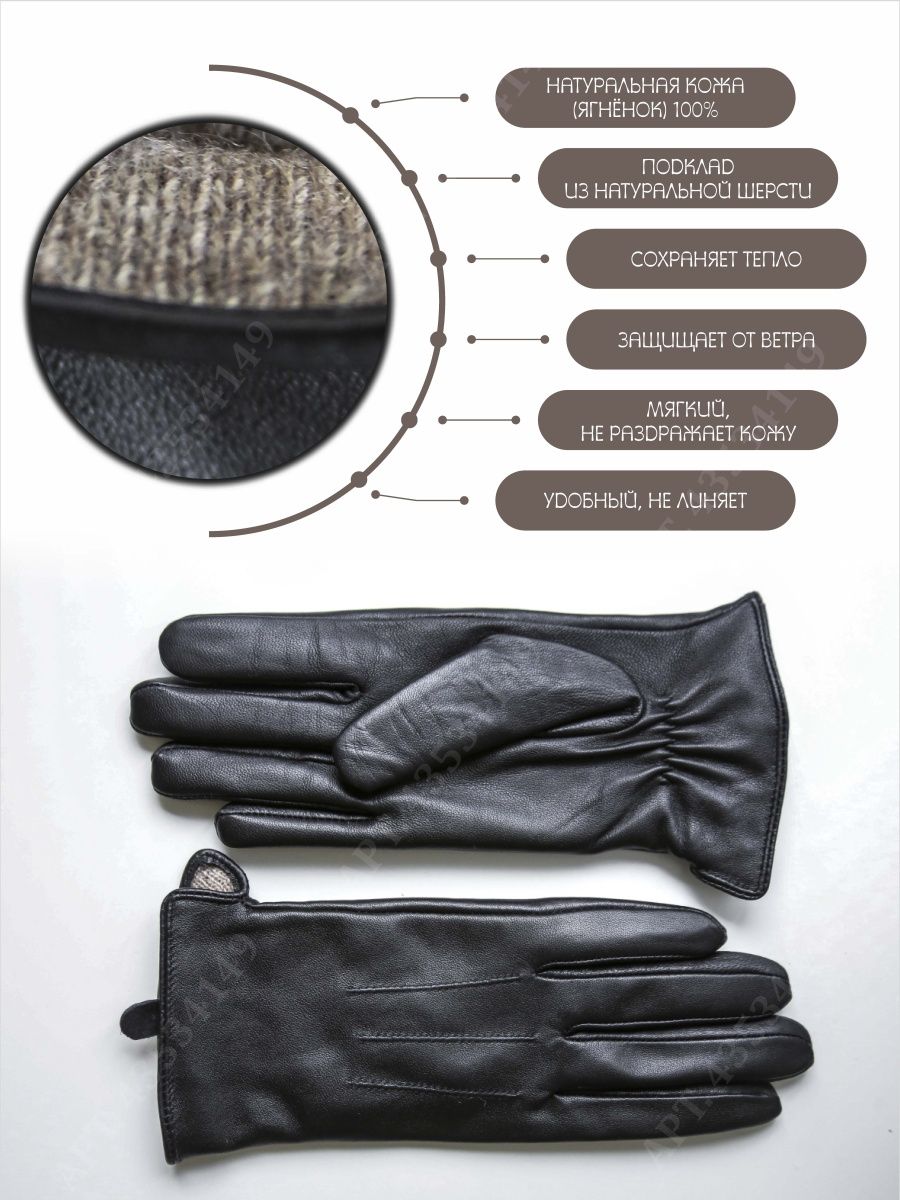 НАТУРАЛЬНАЯ КОЖА
(ЯГНЁНОК) 100%
ПОДКЛАД
ИЗ НАТУРАЛЬНОЙ ШЕРСТИ
СОХРАНЯЕТ ТЕПЛО
ЗАЩИЩАЕТ ОТ ВЕТРА
МЯГКИЙ,
НЕ РАЗДРАЖАЕТ КОЖУ
УДОБНЫЙ, НЕ ЛИНЯЕТ